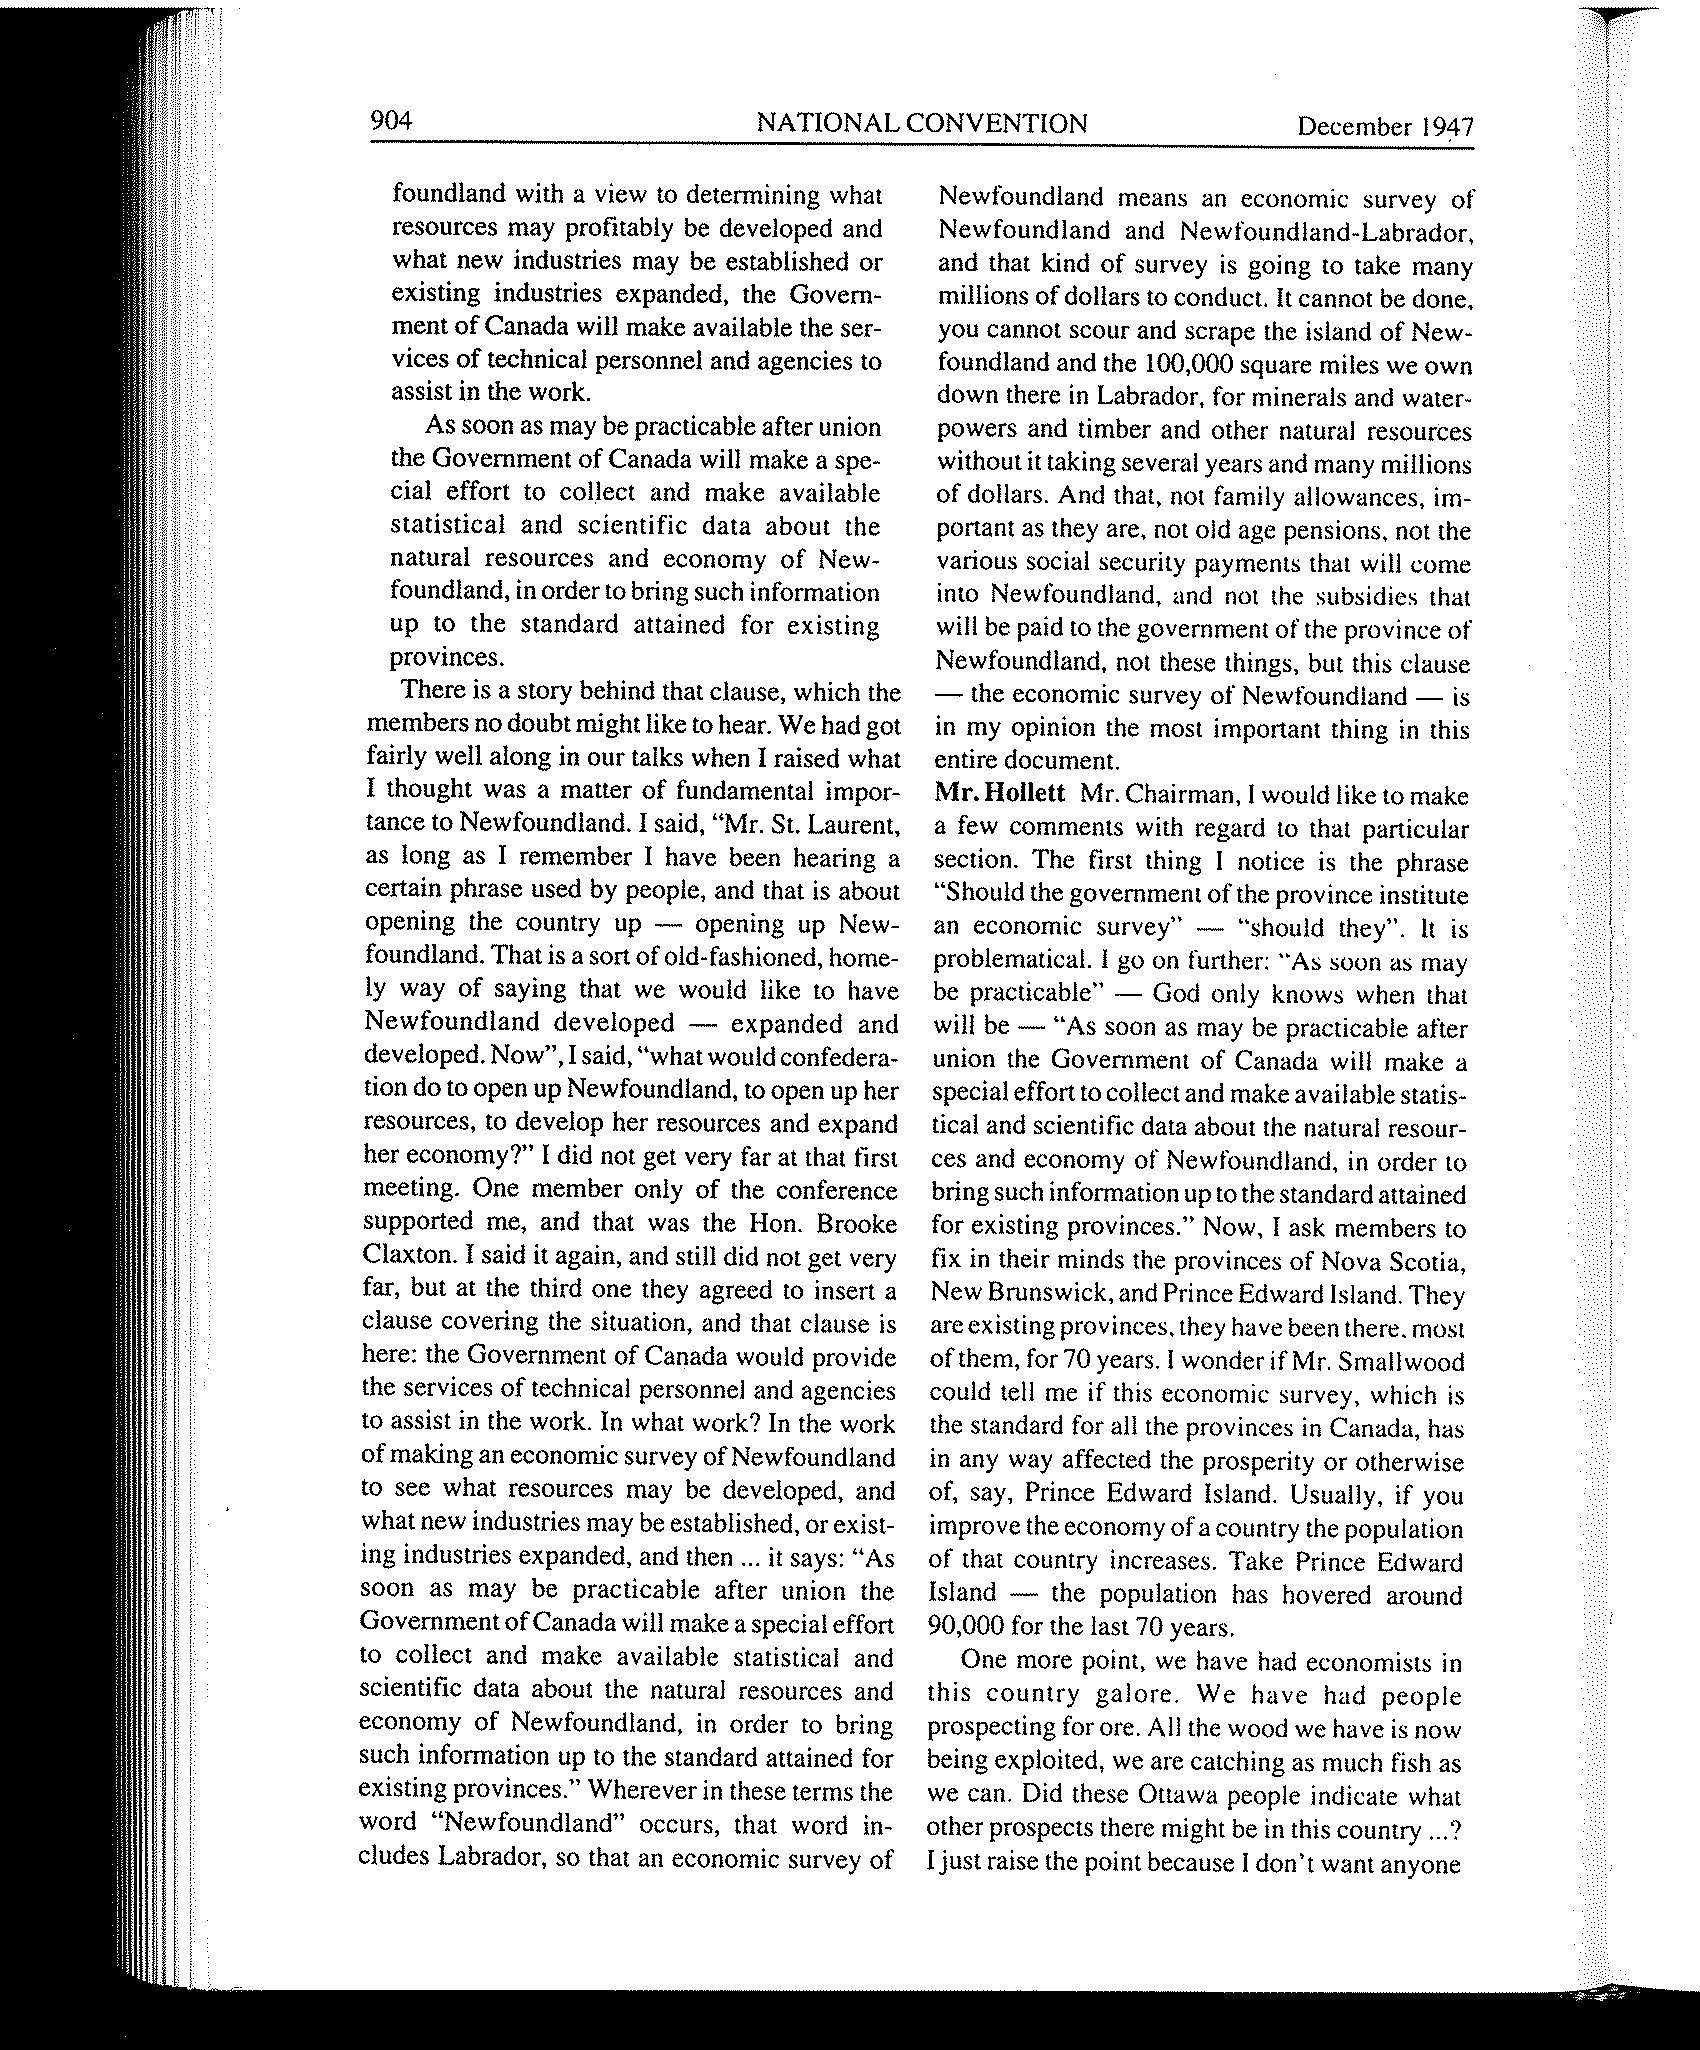 904
NATIONAL CONVENTION
December 1947
foundland with a view to determining what
resources may profitably be developed and
what new industries may be established or
existing industries expanded, the Govern-
ment of Canada will make available the ser-
vices of technical personnel and agencies to
assist in the work.
As soon as may be practicable after union
the Government of Canada will make a spe-
cial effort to collect and make available
statistical and scientific data about the
natural resources and economy of New-
foundland, in order to bring such information
up to the standard attained for existing
provinces.
There is a story behind that clause, which the
members no doubt might like to hear. We had got
fairly well along in our talks when I raised what
I thought was a matter of fundamental impor-
tance to Newfoundland. I said, “Mr. St. Laurent,
as long as I remember I have been hearing a
certain phrase used by people, and that is about
opening the country up — opening up New-
foundland. That is a sort of old-fashioned, home-
ly way of saying that we would like to have
Newfoundland developed — expanded and
developed. Now”, I said, “what would confedera-
tion do to open up Newfoundland, to open up her
resources, to develop her resources and expand
her economy?” I did not get very far at that first
meeting. One member only of the conference
supported me, and that was the Hon. Brooke
Claxton. I said it again, and still did not get very
far, but at the third one they agreed to insert a
clause covering the situation, and that clause is
here: the Government of Canada would provide
the services of technical personnel and agencies
to assist in the work. In what work? In the work
of making an economic survey of Newfoundland
to see what resources may be developed, and
what new industries may be established, or exist-
ing industries expanded, and then ... it says: “As
soon as may be practicable after union the
Government of Canada will make a special effort
to collect and make available statistical and
scientific data about the natural resources and
economy of Newfoundland, in order to bring
such information up to the standard attained for
existing provinces.” Wherever in these terms the
word “Newfoundland” occurs, that word in-
cludes Labrador, so that an economic survey of
Newfoundland means an economic survey of
Newfoundland and Newfoundland-Labrador,
and that kind of survey is going to take many
millions of dollars to conduct. It cannot be done,
you cannot scour and scrape the island of New-
foundland and the 100,000 square miles we own
down there in Labrador, for minerals and water-
powers and timber and other natural resources
without it taking several years and many millions
of dollars. And that, not family allowances, im-
portant as they are, not old age pensions, not the
various social security payments that will come
into Newfoundland, and not the subsidies that
will be paid to the government of the province of
Newfoundland, not these things, but this clause
— the economic survey of Newfoundland — is
in my opinion the most important thing in this
entire document.
Mr. Hollett Mr. Chairman, I would like to make
a few comments with regard to that particular
section. The first thing I notice is the phrase
“Should the government of the province institute
an economic survey” — “should they”. It is
problematical. I go on further: “As soon as may
be practicable” — God only knows when that
will be — “As soon as may be practicable after
union the Government of Canada will make a
special effort to collect and make available statis-
tical and scientific data about the natural resour-
ces and economy of Newfoundland, in order to
bring such information up to the standard attained
for existing provinces.” Now, I ask members to
fix in their minds the provinces of Nova Scotia,
New Brunswick, and Prince Edward Island. They
are existing provinces, they have been there, most
of them, for 70 years. I wonder if Mr. Smallwood
could tell me if this economic survey, which is
the standard for all the provinces in Canada, has
in any way affected the prosperity or otherwise
of, say, Prince Edward Island. Usually, if you
improve the economy of a country the population
of that country increases. Take Prince Edward
Island — the population has hovered around
90,000 for the last 70 years.
One more point, we have had economists in
this country galore. We have had people
prospecting for ore. All the wood we have is now
being exploited, we are catching as much fish as
we can. Did these Ottawa people indicate what
other prospects there might be in this country ...?
I just raise the point because I don’t want anyone